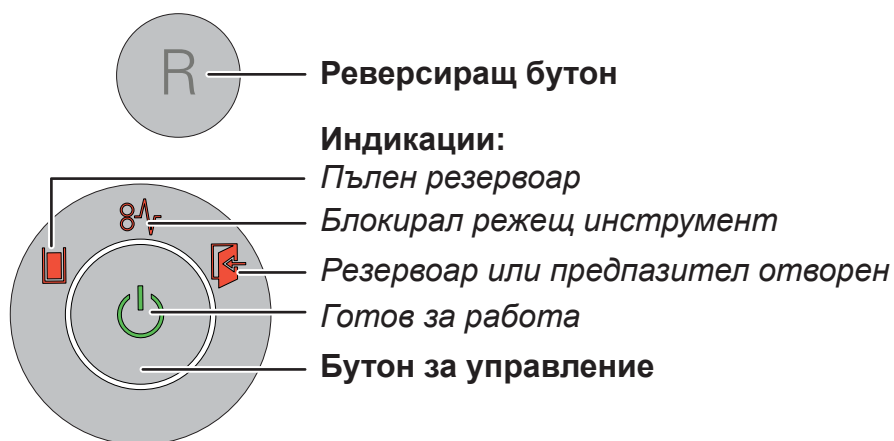 R
Реверсиращ бутон
Индикации:
Пълен резервоар
Блокирал режещ инструмент
Резервоар или предпазител отворен
Готов за работа
Бутон за управление